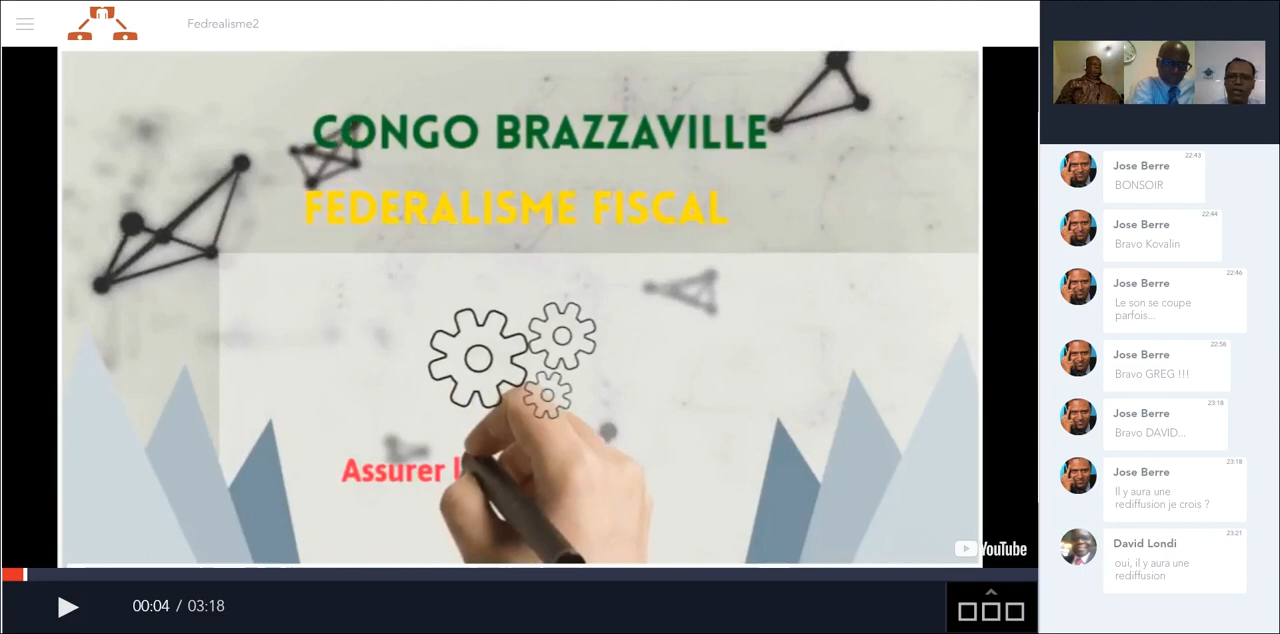 Fedrealisme2
CONGO BRAZZAVILLE
FEDERALISME FISCAL
Assurer l
YouTube
00:04 / 03:18
22:43
Jose Berre
BONSOIR
22:44
Jose Berre
Bravo Kovalin
22:46
Jose Berre
Le son se coupe
parfois...
22:56
Jose Berre
Bravo GREG !!!
23:18
Jose Berre
Bravo DAVID...
23:18
Jose Berre
Il y aura une
rediffusion je crois ?
23:21
David Londi
oui, il y aura une
rediffusion